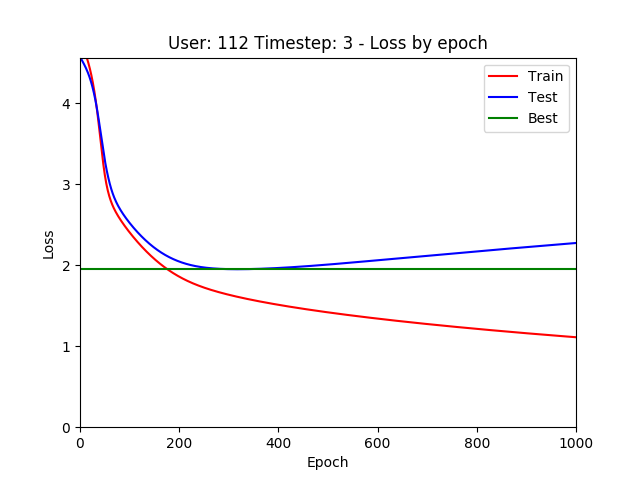 User: 112 Timestep: 3 - Loss by epoch
Train
Test
Best
4
3
2
1
0
Loss
0 200 400 600 800 1000
Epoch